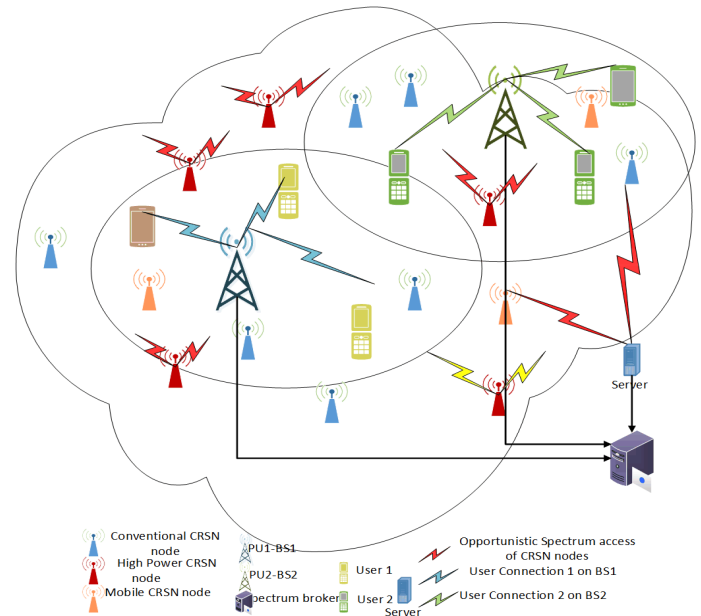 Server
Conventional CRSN
node
High Power CRSN
node
Mobile CRSN node
PU1-BS1
PU2-BS2
spectrum broker
User 1
User 2
Server
Opportunistic Spectrum access
of CRSN nodes
User Connection 1 on BS1
User Connection 2 on BS2